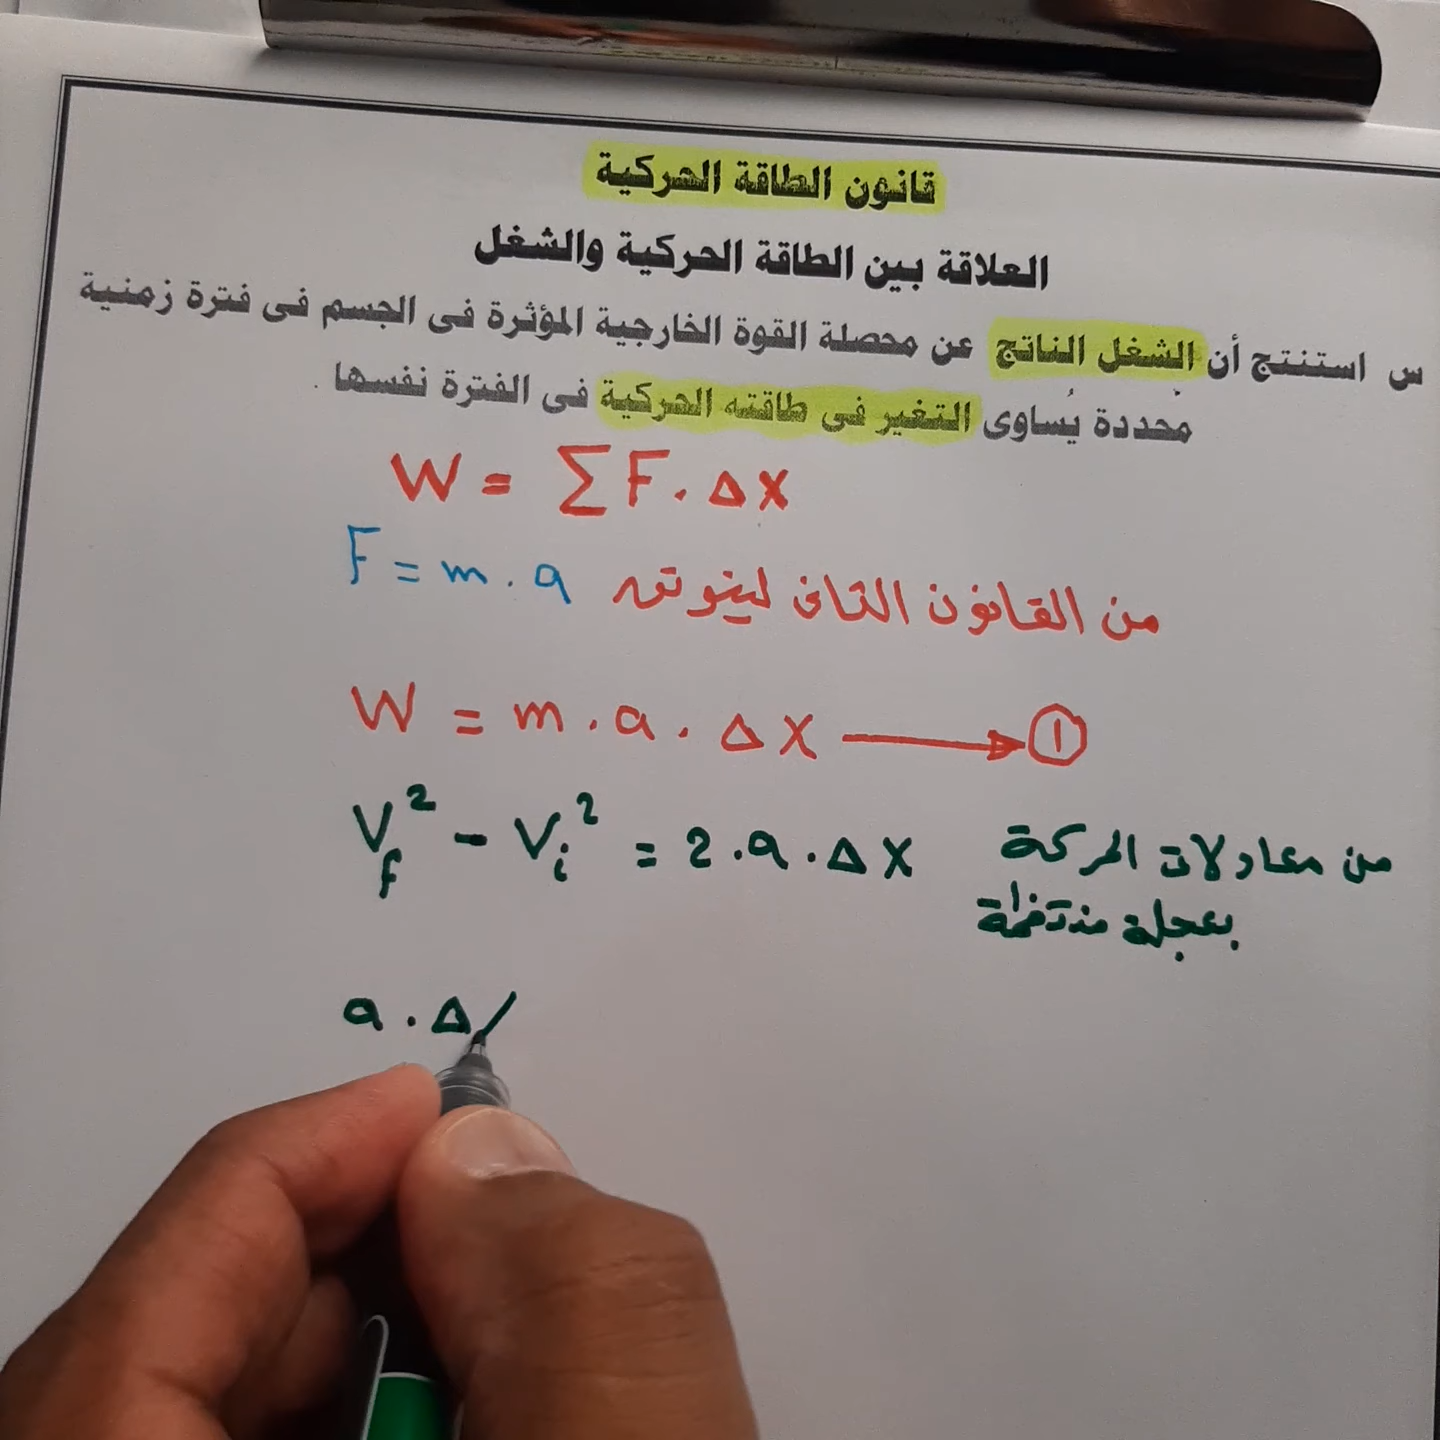 قانون الطاقة الحركية
العلاقة بين الطاقة الحركية والشغل
س استنتج أن الشغل الناتج عن محصلة القوة الخارجية المؤثرة فى الجسم فى فترة زمنية
محددة يُساوى التغير فى طاقته الحركية فى الفترة نفسها .
W = ∑F . Δx
من القانون الثانى لنيوتن F = m . a
W = m . a . Δx → ①
Vf² - Vi² = 2 . a . Δx من معادلات الحركة
بعجلة منتظمة
a . Δ